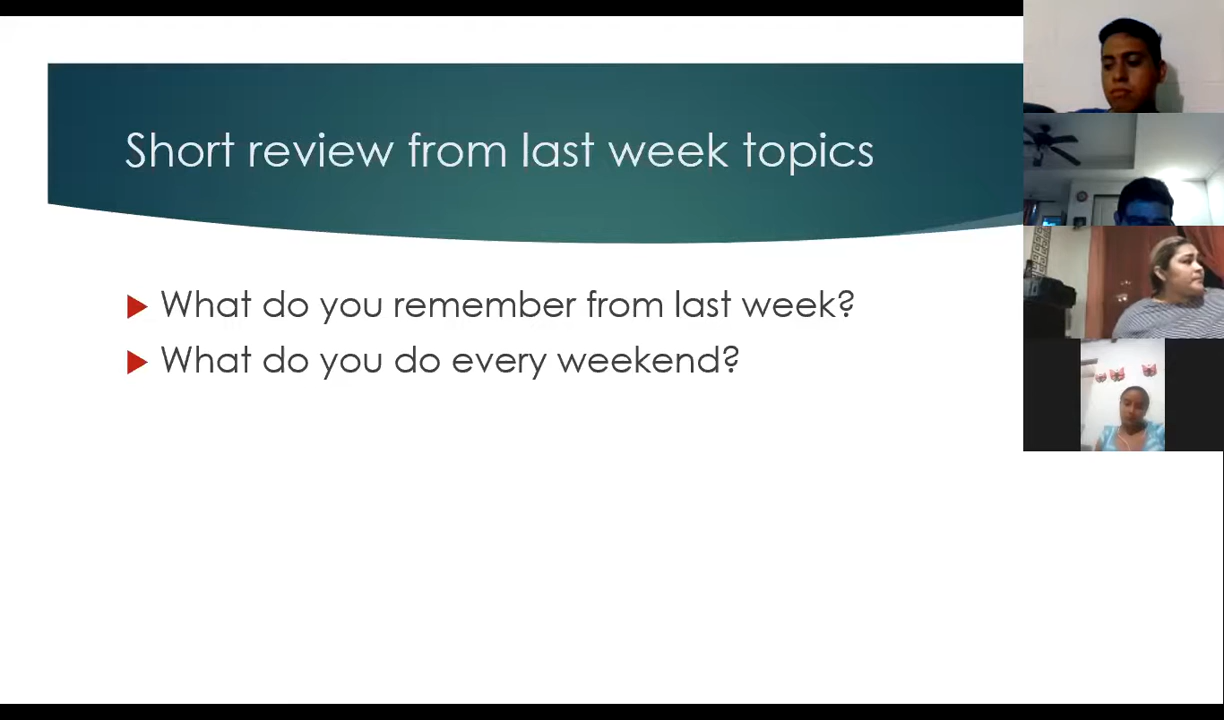 Short review from last week topics
What do you remember from last week?
What do you do every weekend?